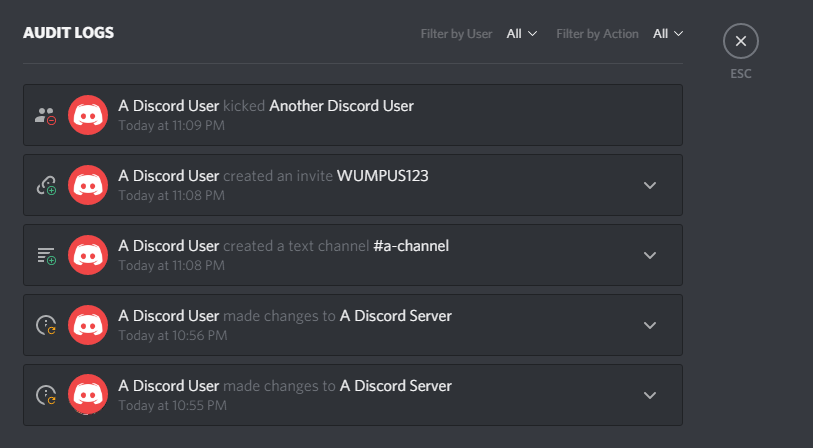 AUDIT LOGS
Filter by User All Filter by Action All
ESC
A Discord User kicked Another Discord User
Today at 11:09 PM
A Discord User created an invite WUMPUS123
Today at 11:08 PM
A Discord User created a text channel #a-channel
Today at 11:08 PM
A Discord User made changes to A Discord Server
Today at 10:56 PM
A Discord User made changes to A Discord Server
Today at 10:55 PM